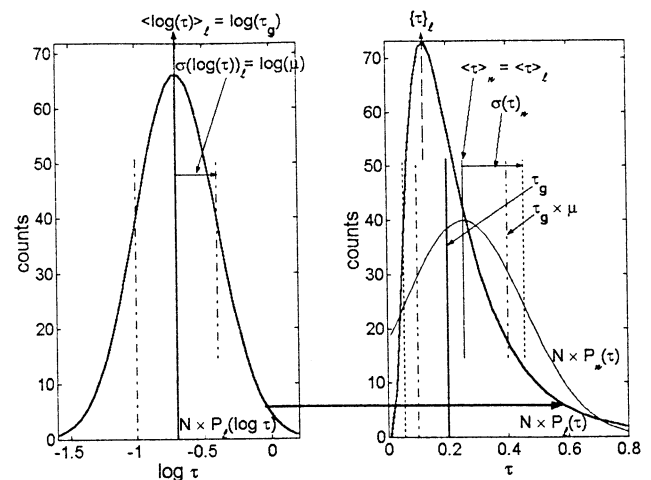 <log(τ)>ℓ = log(τg)
σ(log(τ))ℓ = log(μ)
N × Pℓ(log τ)
counts
70
60
50
40
30
20
10
0
-1.5 -1 -0.5 0
log τ
{τ}ℓ
<τ>𝓃 = <τ>ℓ
σ(τ)𝓃
τg
τg × μ
N × P𝓃(τ)
N × Pℓ(τ)
counts
70
60
50
40
30
20
10
0
0 0.2 0.4 0.6 0.8
τ